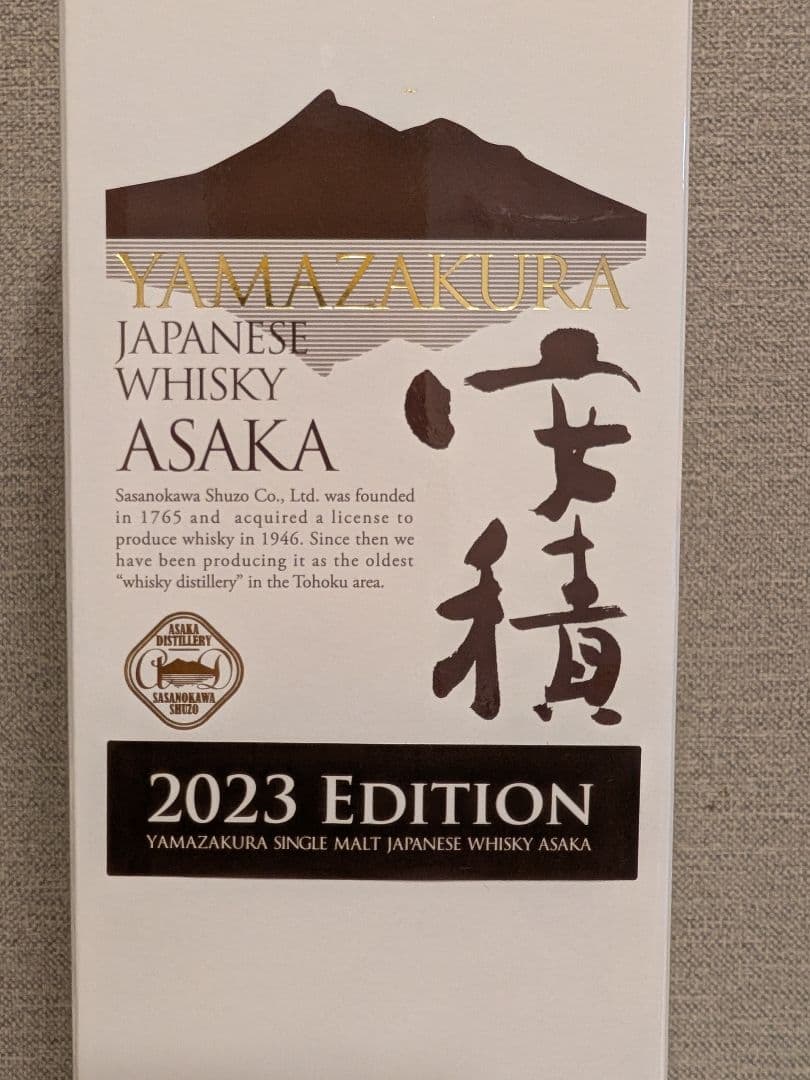 YAMAZAKURA
JAPANESE
WHISKY
ASAKA
安積
Sasanokawa Shuzo Co., Ltd. was founded
in 1765 and acquired a license to
produce whisky in 1946. Since then we
have been producing it as the oldest
“whisky distillery” in the Tohoku area.
ASAKA
DISTILLERY
SASANOKAWA
SHUZO
2023 EDITION
YAMAZAKURA SINGLE MALT JAPANESE WHISKY ASAKA